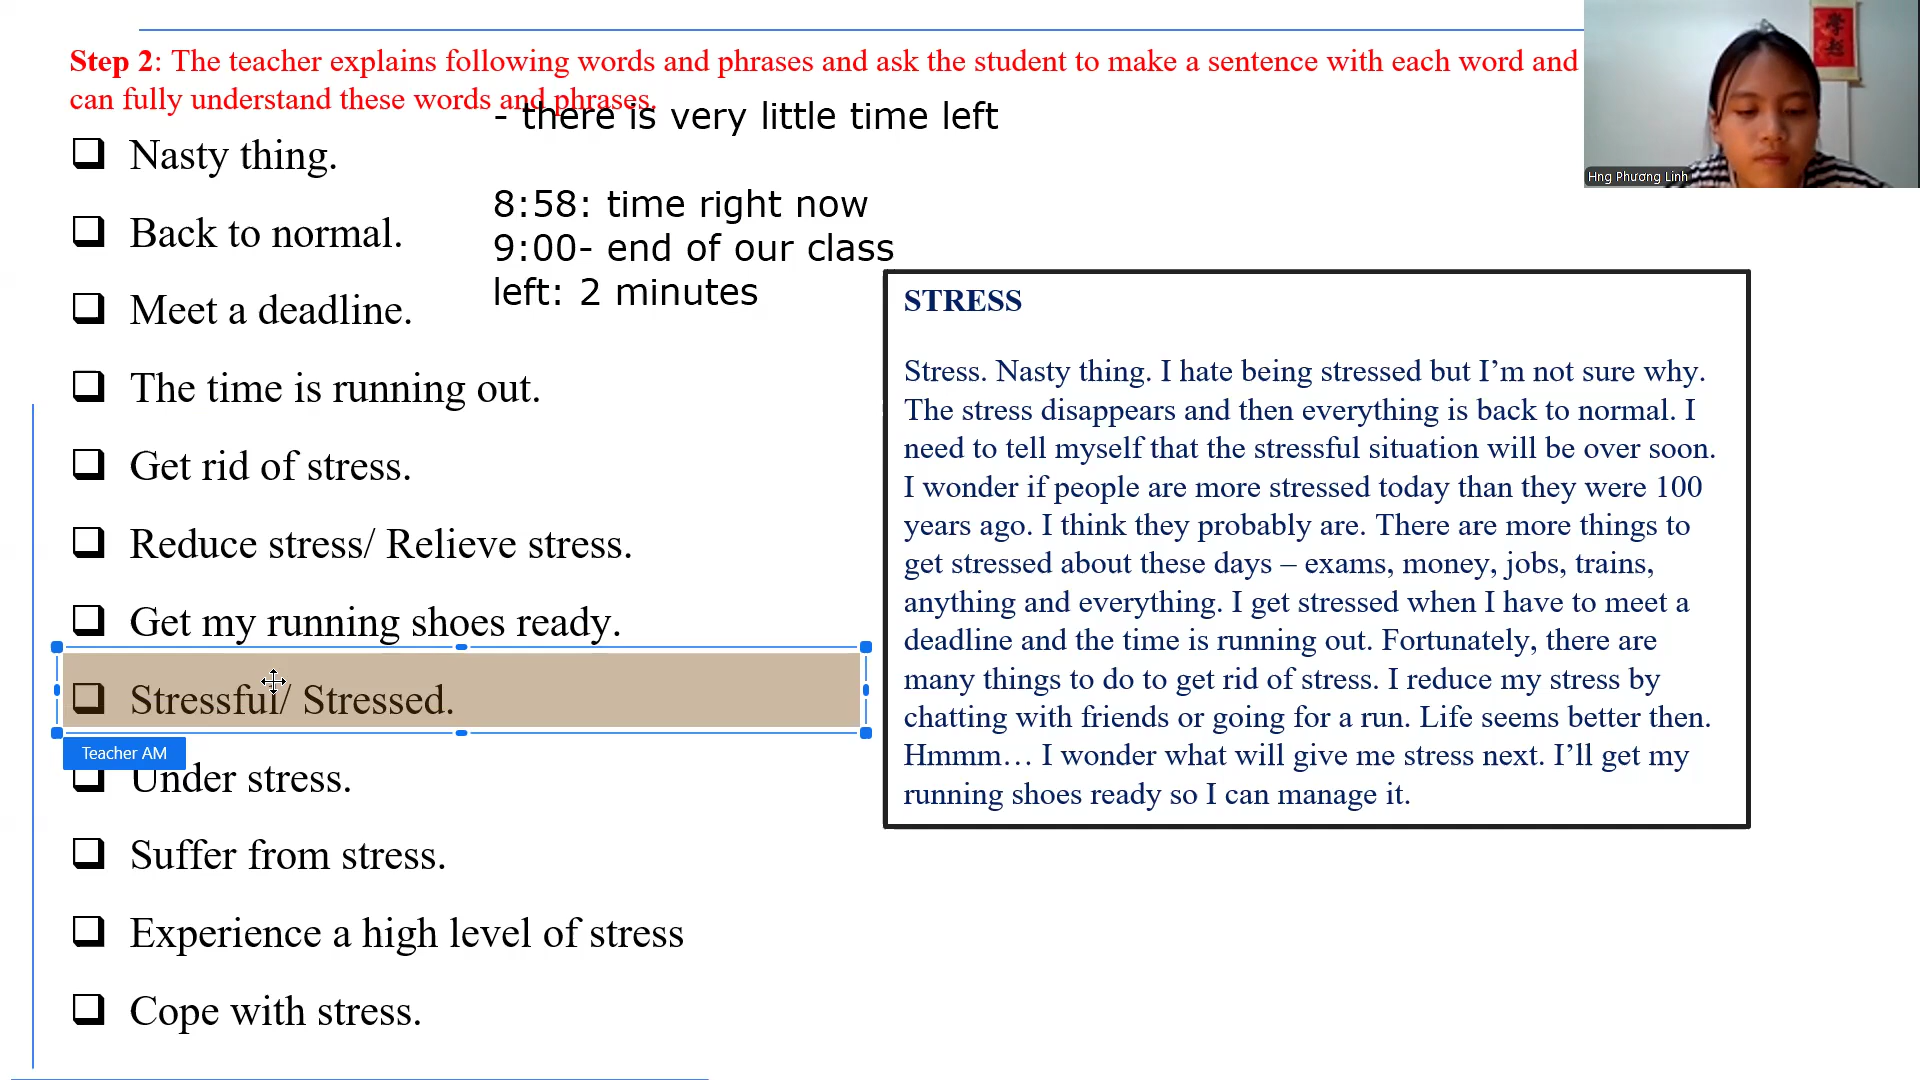 Step 2: The teacher explains following words and phrases and ask the student to make a sentence with each word and
can fully understand these words and phrases.
- there is very little time left
Nasty thing.
8:58: time right now
Back to normal.
9:00- end of our class
left: 2 minutes
Meet a deadline.
The time is running out.
Get rid of stress.
Reduce stress/ Relieve stress.
Get my running shoes ready.
Stressful/ Stressed.
Teacher AM
Under stress.
Suffer from stress.
Experience a high level of stress
Cope with stress.
STRESS
Stress. Nasty thing. I hate being stressed but I’m not sure why.
The stress disappears and then everything is back to normal. I
need to tell myself that the stressful situation will be over soon.
I wonder if people are more stressed today than they were 100
years ago. I think they probably are. There are more things to
get stressed about these days – exams, money, jobs, trains,
anything and everything. I get stressed when I have to meet a
deadline and the time is running out. Fortunately, there are
many things to do to get rid of stress. I reduce my stress by
chatting with friends or going for a run. Life seems better then.
Hmmm… I wonder what will give me stress next. I’ll get my
running shoes ready so I can manage it.
Hng Phương Linh